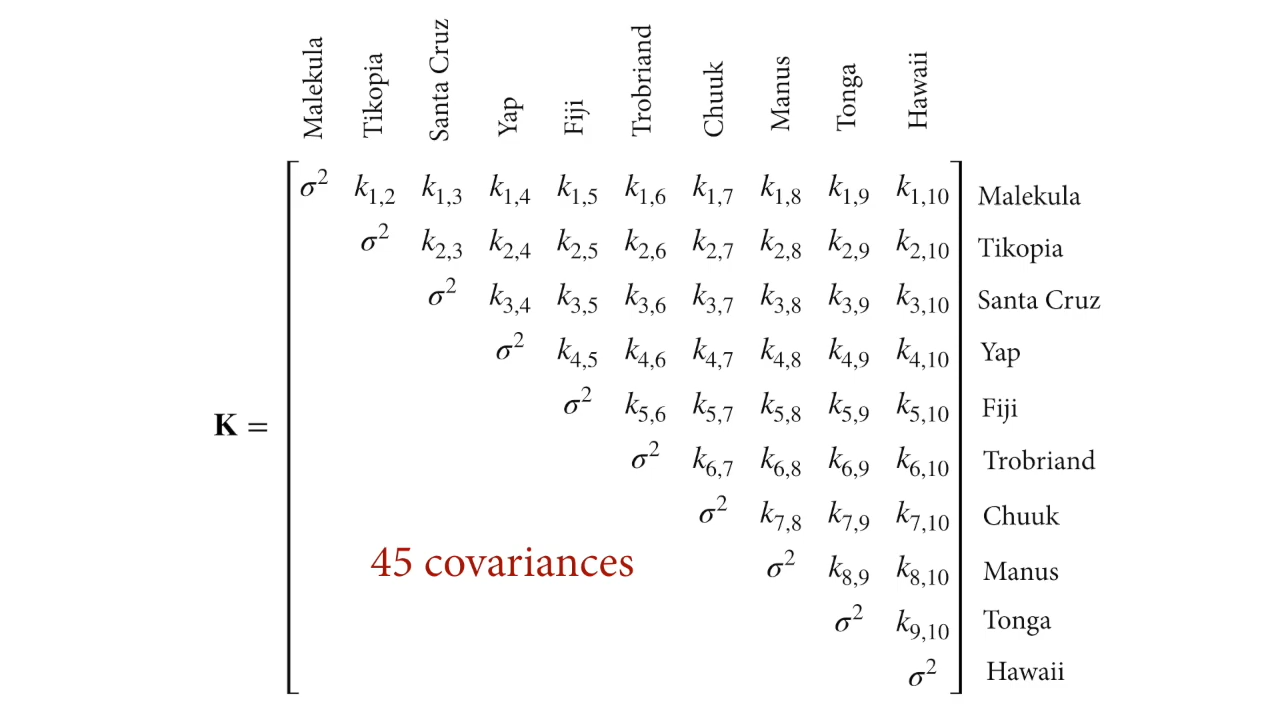 Malekula Tikopia Santa Cruz Yap Fiji Trobriand Chuuk Manus Tonga Hawaii
σ² k1,2 k1,3 k1,4 k1,5 k1,6 k1,7 k1,8 k1,9 k1,10 Malekula
σ² k2,3 k2,4 k2,5 k2,6 k2,7 k2,8 k2,9 k2,10 Tikopia
σ² k3,4 k3,5 k3,6 k3,7 k3,8 k3,9 k3,10 Santa Cruz
σ² k4,5 k4,6 k4,7 k4,8 k4,9 k4,10 Yap
σ² k5,6 k5,7 k5,8 k5,9 k5,10 Fiji
K =
σ² k6,7 k6,8 k6,9 k6,10 Trobriand
σ² k7,8 k7,9 k7,10 Chuuk
45 covariances
σ² k8,9 k8,10 Manus
σ² k9,10 Tonga
σ² Hawaii